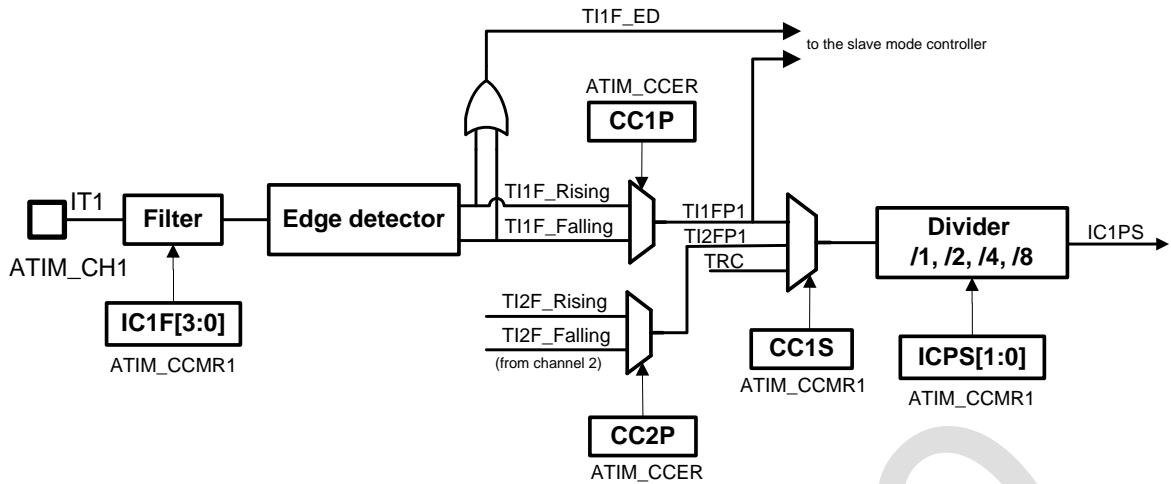 TI1F_ED
to the slave mode controller
ATIM_CCER
CC1P
IT1
Filter
Edge detector
TI1F_Rising
TI1F_Falling
TI1FP1
TI2FP1
TRC
Divider
/1, /2, /4, /8
IC1PS
ATIM_CH1
IC1F[3:0]
ATIM_CCMR1
TI2F_Rising
TI2F_Falling
(from channel 2)
CC1S
ATIM_CCMR1
ICPS[1:0]
ATIM_CCMR1
CC2P
ATIM_CCER